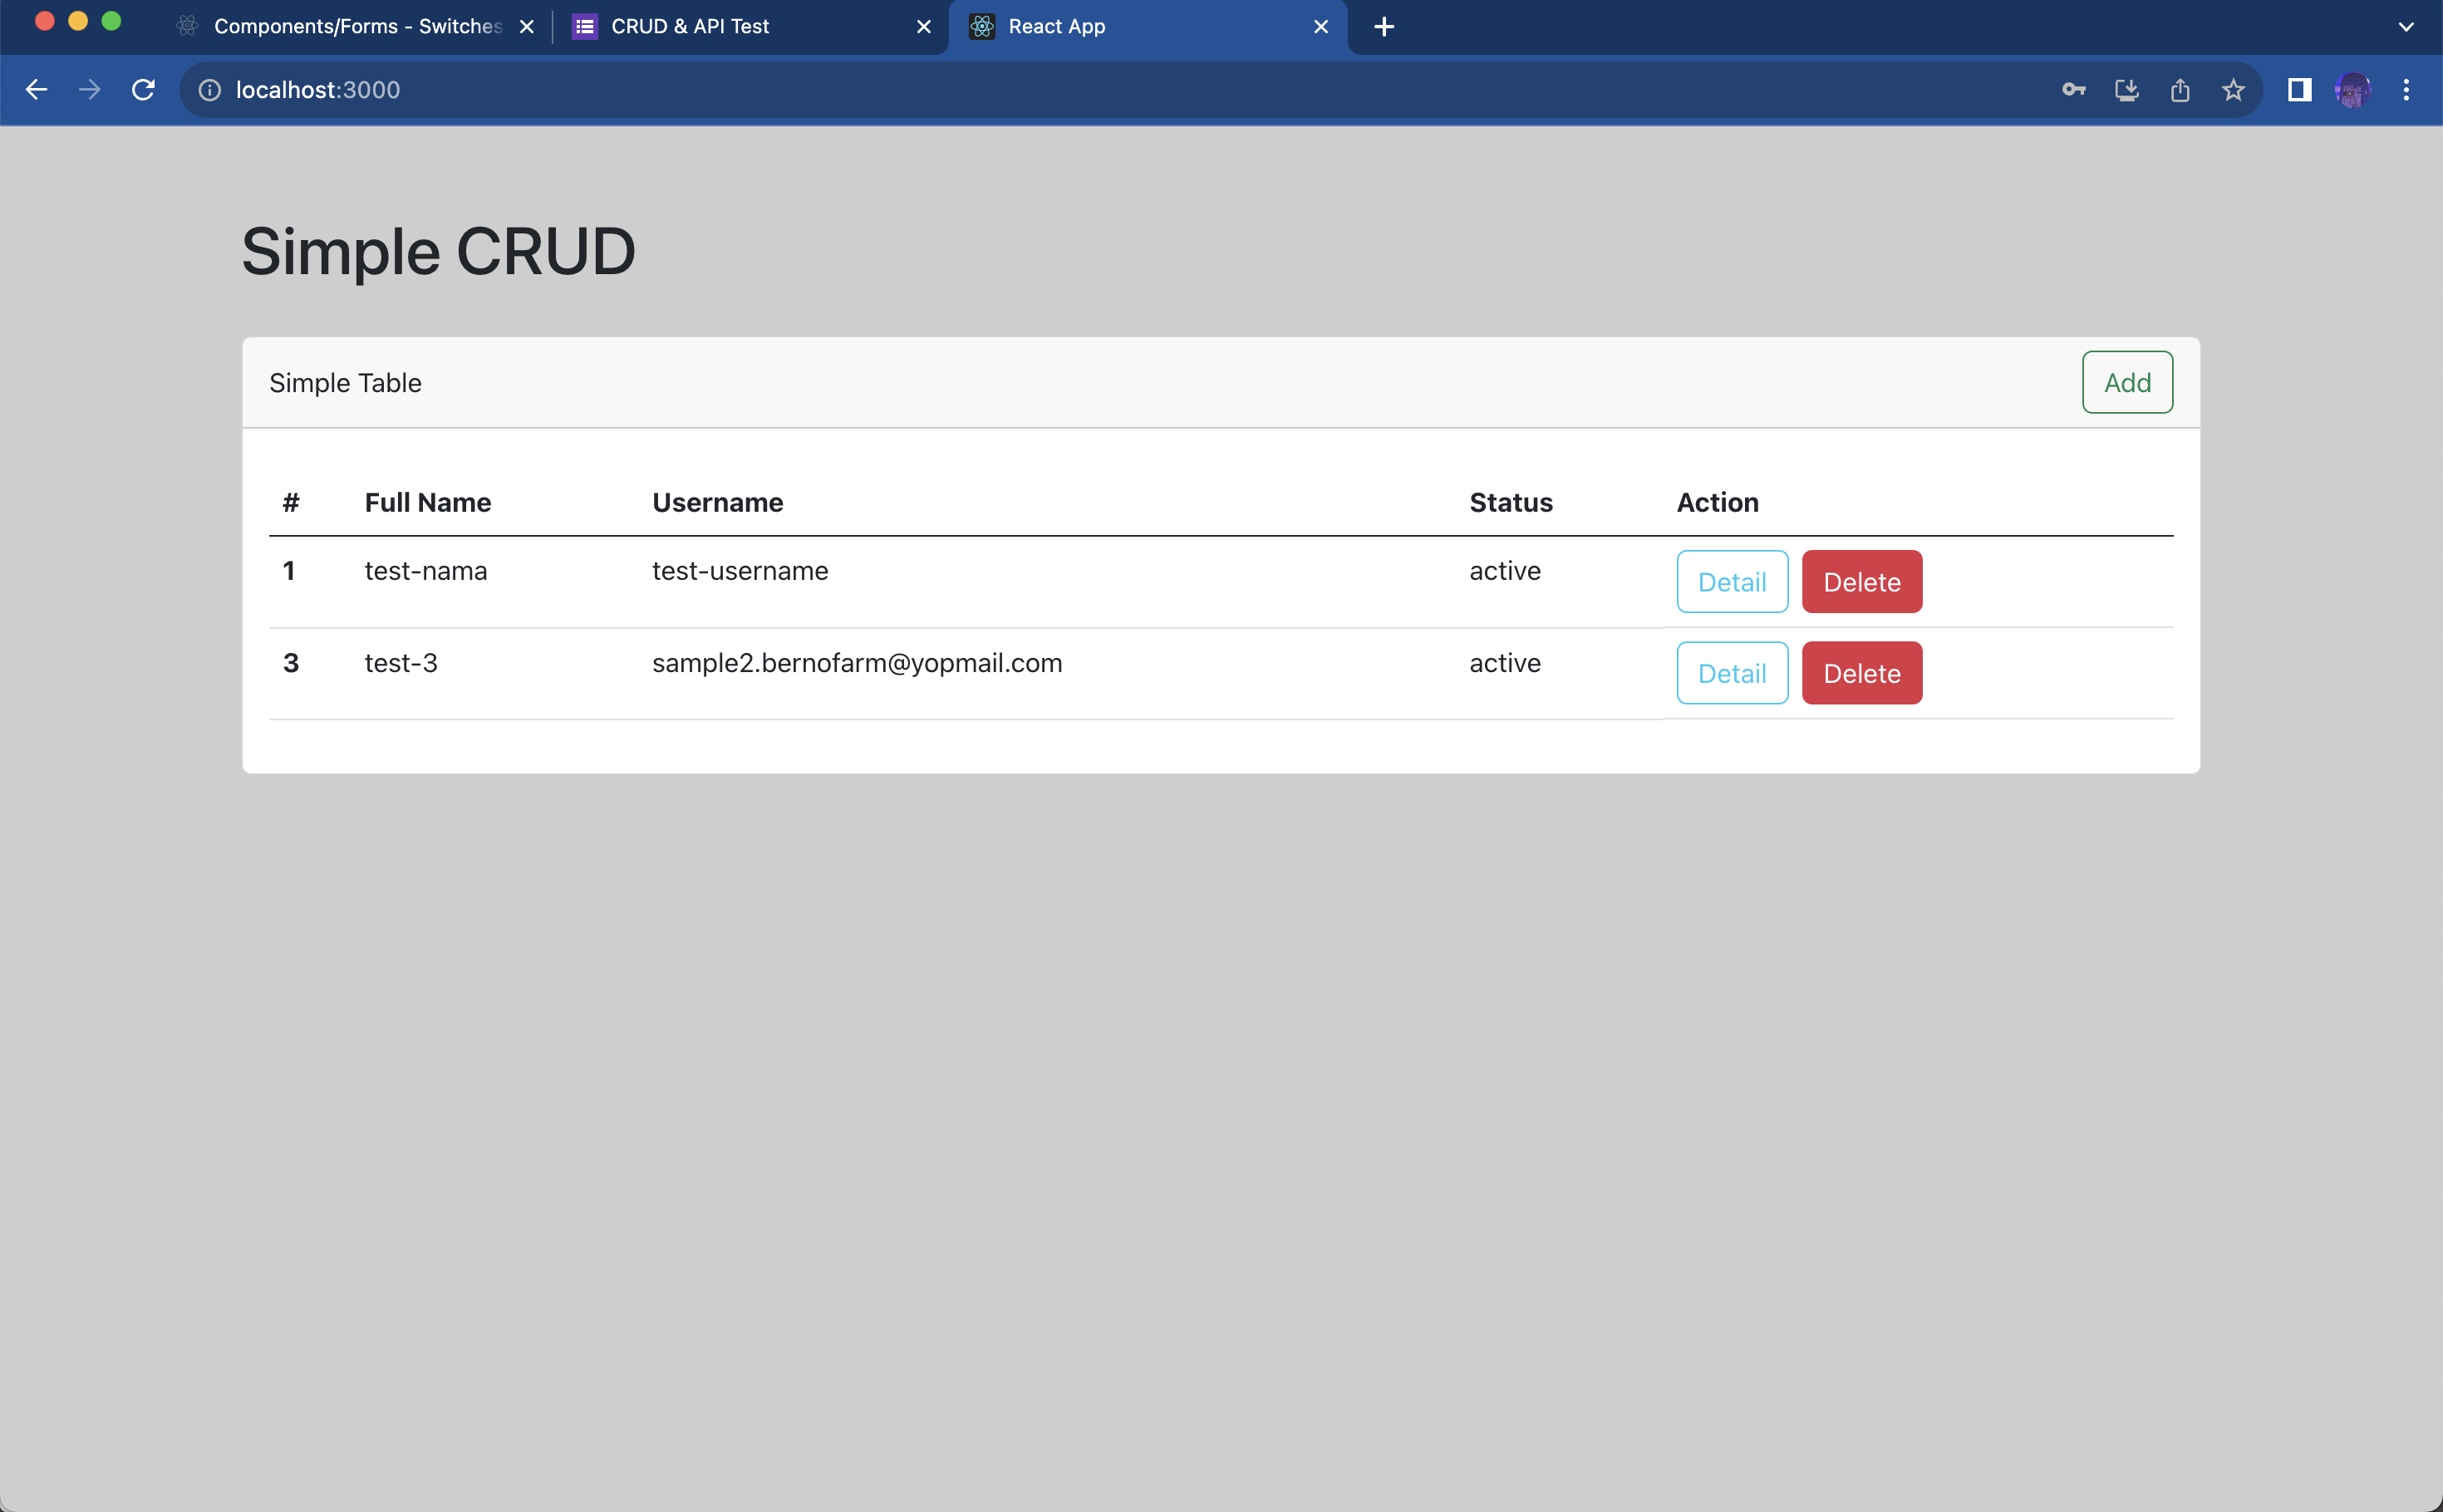 Components/Forms - Switches
CRUD & API Test
React App
localhost:3000
Simple CRUD
Simple Table
Add
# Full Name Username Status Action
1 test-nama test-username active Detail Delete
3 test-3 sample2.bernofarm@yopmail.com active Detail Delete